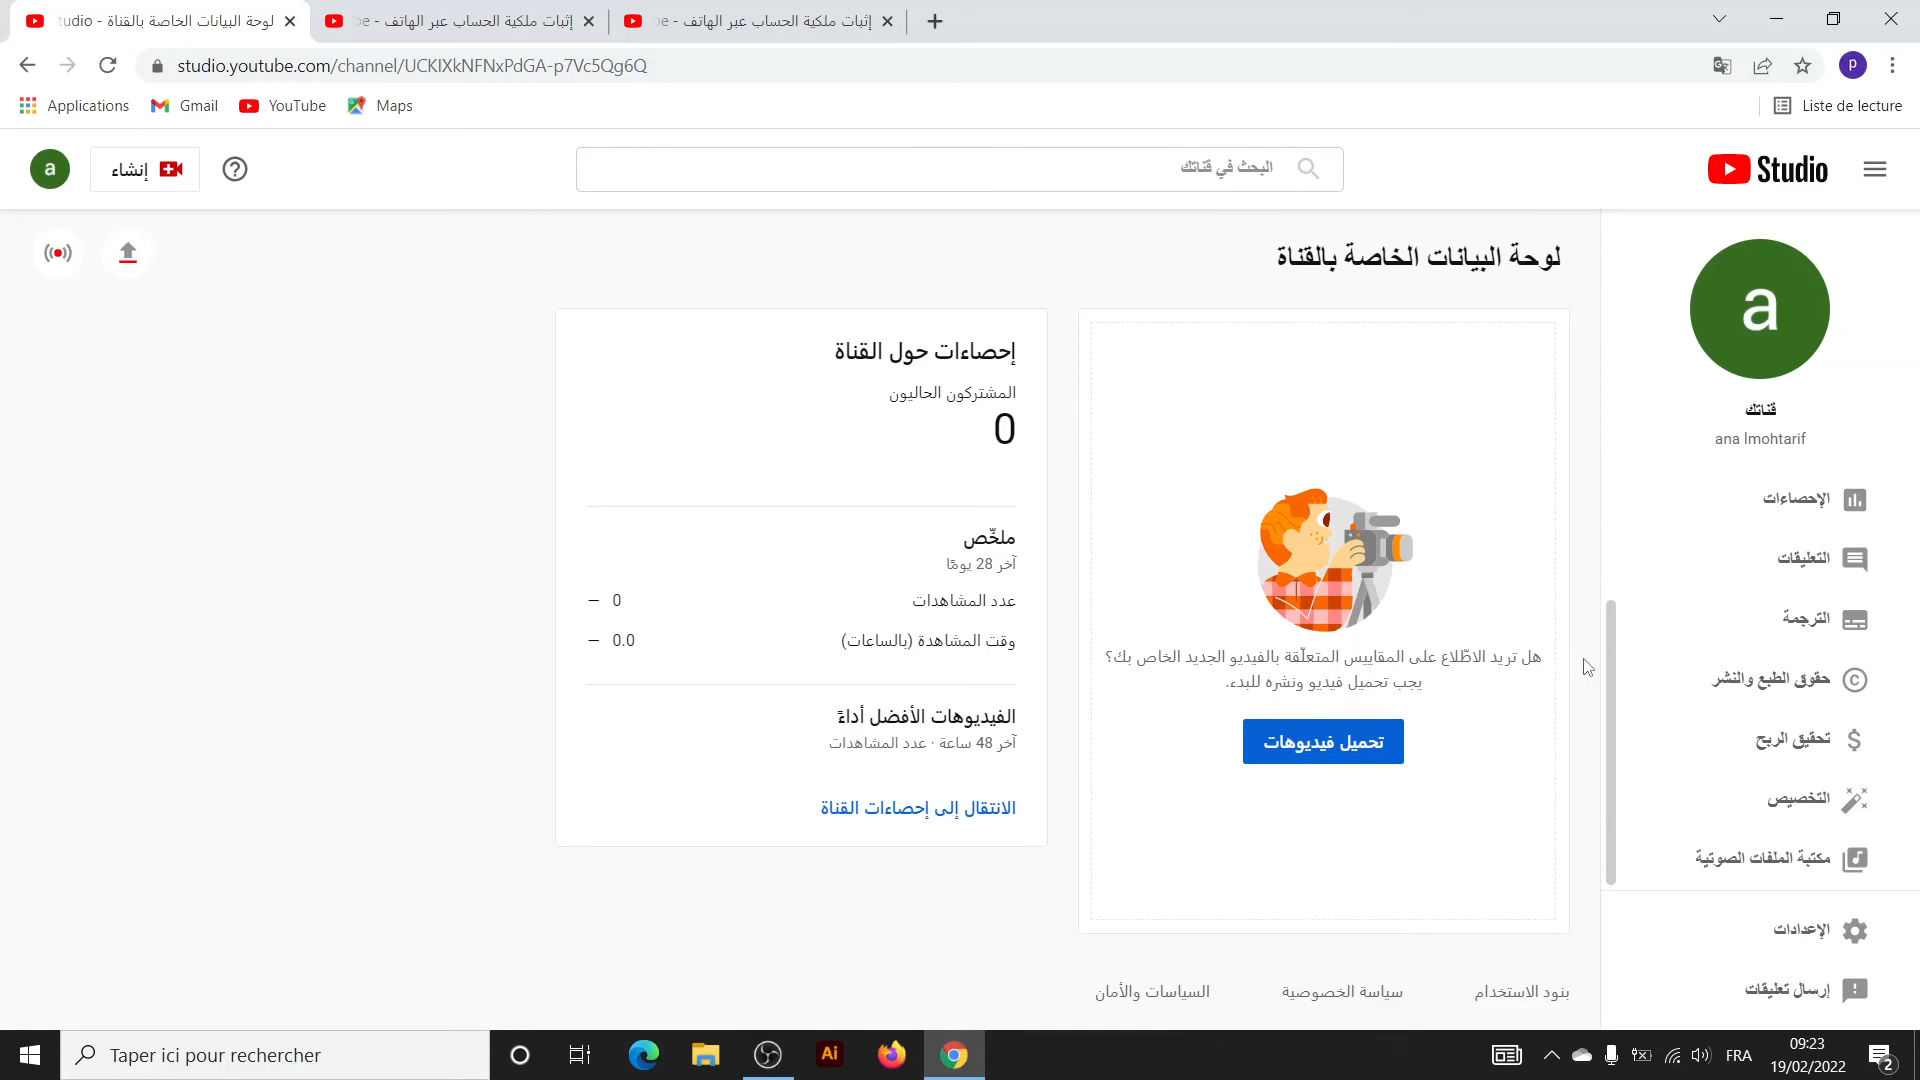 لوحة البيانات الخاصة بالقناة - tudio
إثبات ملكية الحساب عبر الهاتف - be
إثبات ملكية الحساب عبر الهاتف - be
studio.youtube.com/channel/UCKIXkNFNxPdGA-p7Vc5Qg6Q
P
Applications
Gmail
YouTube
Maps
Liste de lecture
a
إنشاء
البحث في قناتك
Studio
لوحة البيانات الخاصة بالقناة
a
قناتك
ana lmohtarif
الإحصاءات
التعليقات
الترجمة
حقوق الطبع والنشر
تحقيق الربح
التخصيص
مكتبة الملفات الصوتية
الإعدادات
إرسال تعليقات
هل تريد الاطّلاع على المقاييس المتعلّقة بالفيديو الجديد الخاص بك؟
يجب تحميل فيديو ونشره للبدء.
تحميل فيديوهات
إحصاءات حول القناة
المشتركون الحاليون
0
ملخّص
آخر 28 يومًا
عدد المشاهدات 0 —
وقت المشاهدة (بالساعات) 0.0 —
الفيديوهات الأفضل أداءً
آخر 48 ساعة · عدد المشاهدات
الانتقال إلى إحصاءات القناة
بنود الاستخدام
سياسة الخصوصية
السياسات والأمان
Taper ici pour rechercher
Ai
FRA
09:23
19/02/2022
2